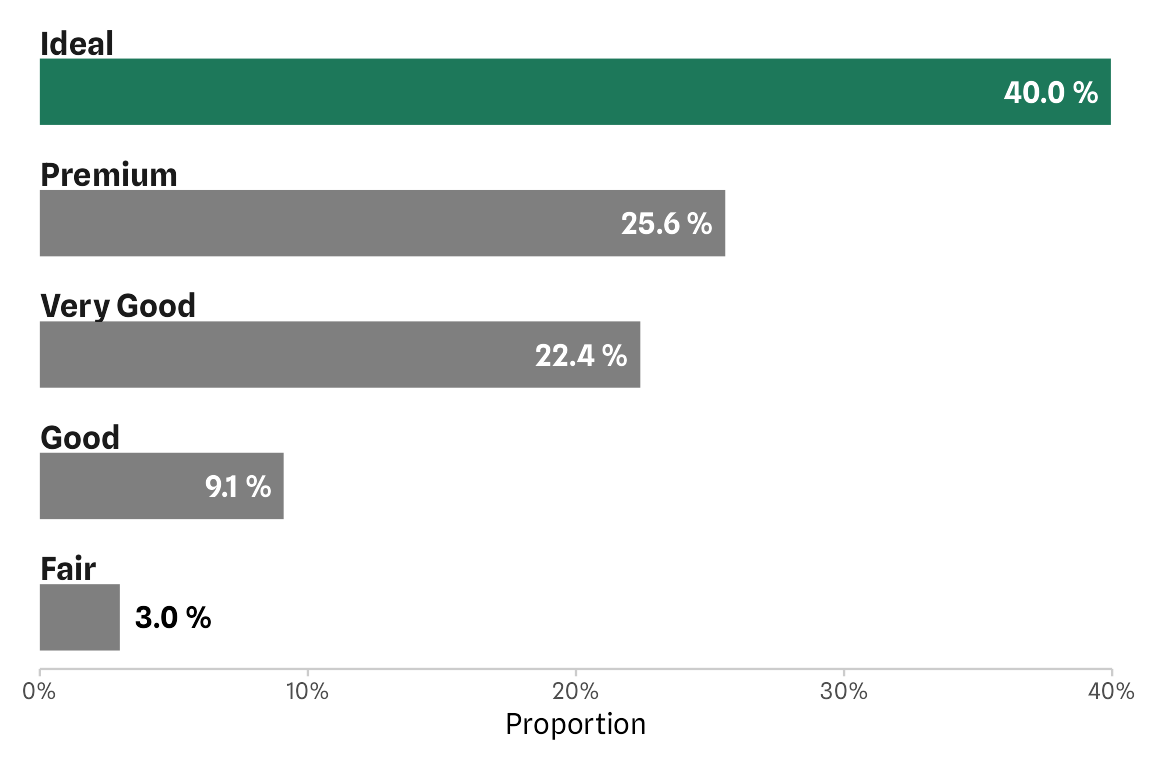 Ideal
40.0 %
Premium
25.6 %
Very Good
22.4 %
Good
9.1 %
Fair
3.0 %
0% 10% 20% 30% 40%
Proportion